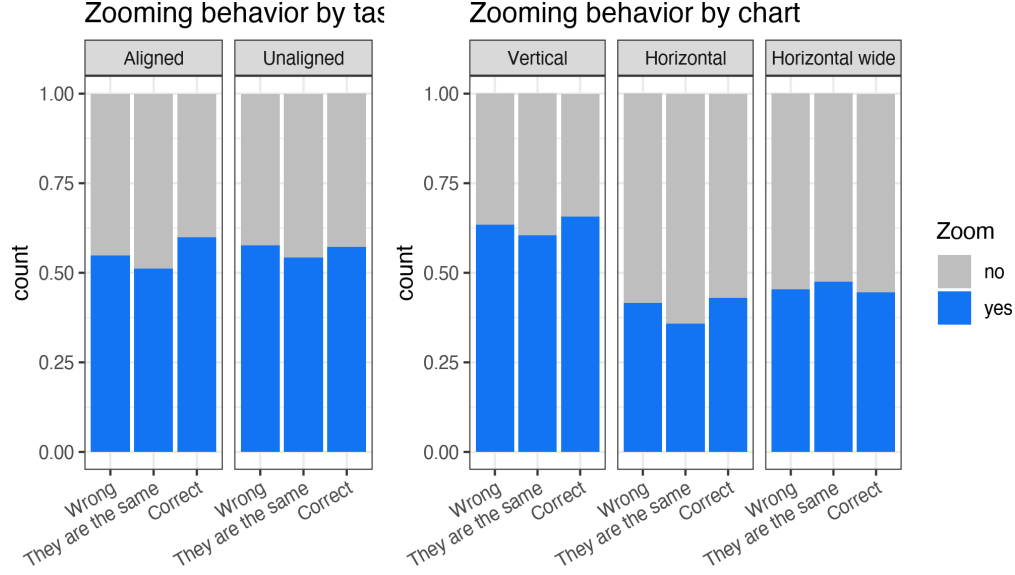 Zooming behavior by tas
Aligned Unaligned
1.00
0.75
0.50
0.25
0.00
count
Wrong They are the same Correct Wrong They are the same Correct
Zooming behavior by chart
Vertical Horizontal Horizontal wide
1.00
0.75
0.50
0.25
0.00
count
Wrong They are the same Correct Wrong They are the same Correct Wrong They are the same Correct
Zoom
no
yes